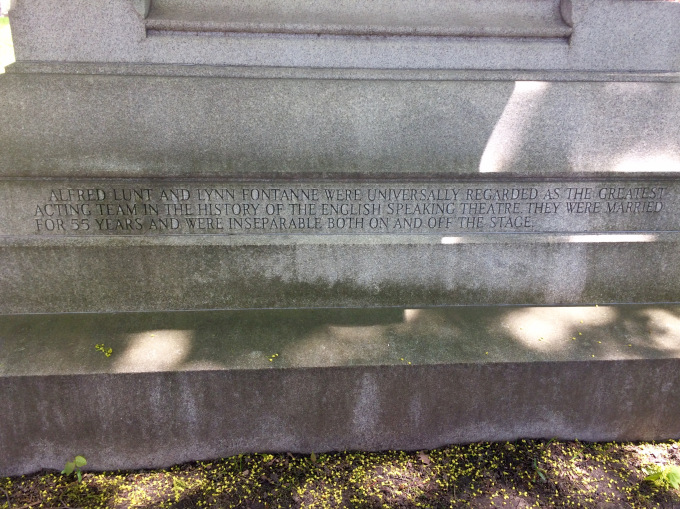 ALFRED LUNT AND LYNN FONTANNE WERE UNIVERSALLY REGARDED AS THE GREATEST
ACTING TEAM IN THE HISTORY OF THE ENGLISH SPEAKING THEATRE. THEY WERE MARRIED
FOR 55 YEARS AND WERE INSEPARABLE BOTH ON AND OFF THE STAGE.